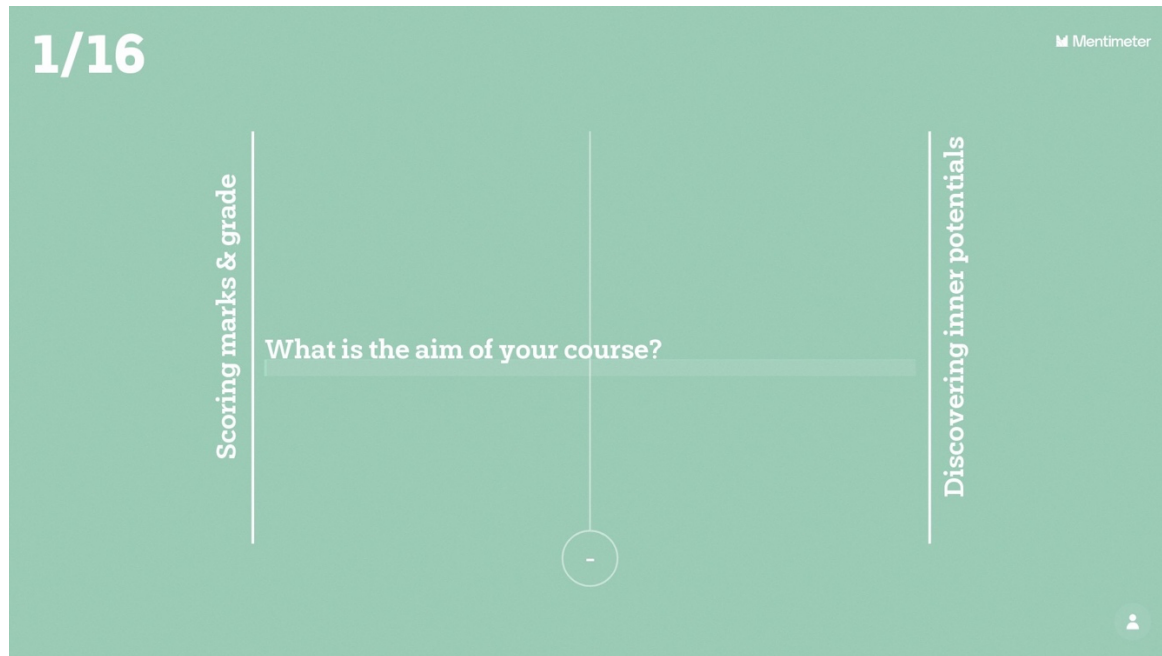 1/16
Mentimeter
Scoring marks & grade
What is the aim of your course?
Discovering inner potentials
-